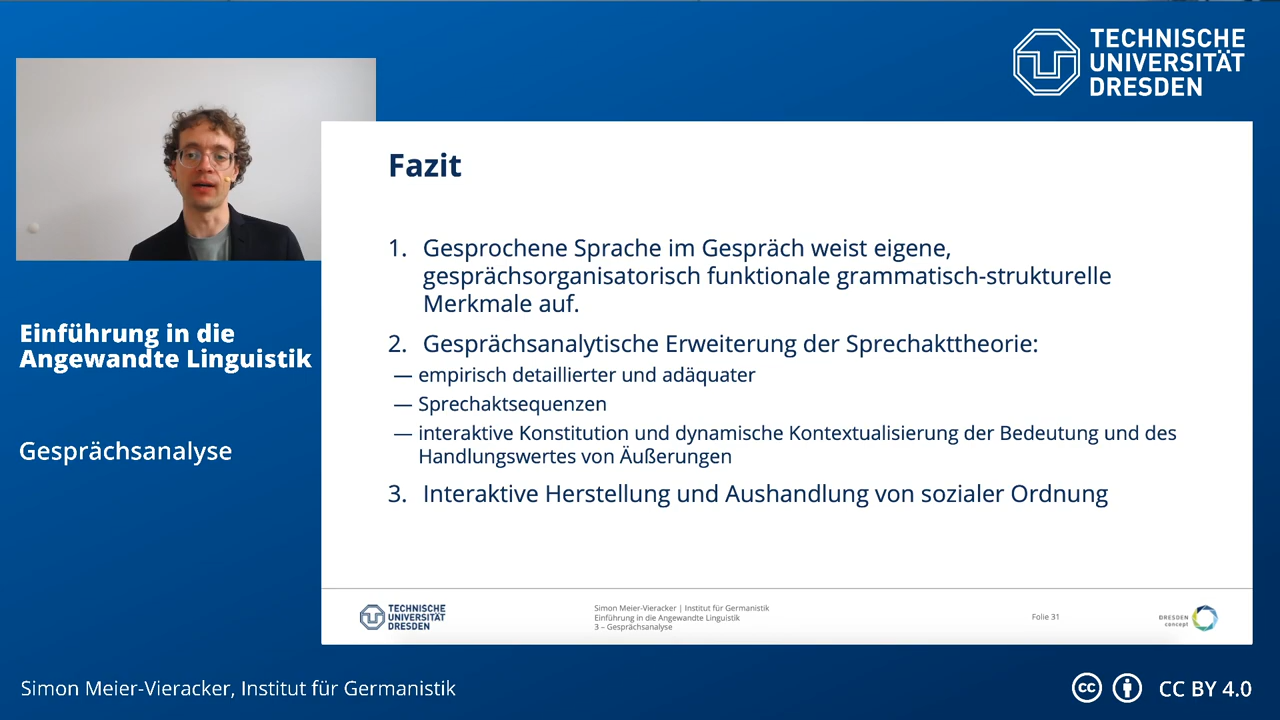 TECHNISCHE
UNIVERSITÄT
DRESDEN
Fazit
1. Gesprochene Sprache im Gespräch weist eigene,
gesprächsorganisatorisch funktionale grammatisch-strukturelle
Merkmale auf.
2. Gesprächsanalytische Erweiterung der Sprechakttheorie:
— empirisch detaillierter und adäquater
— Sprechaktsequenzen
— interaktive Konstitution und dynamische Kontextualisierung der Bedeutung und des
Handlungswertes von Äußerungen
3. Interaktive Herstellung und Aushandlung von sozialer Ordnung
Einführung in die
Angewandte Linguistik
Gesprächsanalyse
TECHNISCHE
UNIVERSITÄT
DRESDEN
Simon Meier-Vieracker | Institut für Germanistik
Einführung in die Angewandte Linguistik
3 – Gesprächsanalyse
Folie 31
DRESDEN
concept
Simon Meier-Vieracker, Institut für Germanistik
cc CC BY 4.0